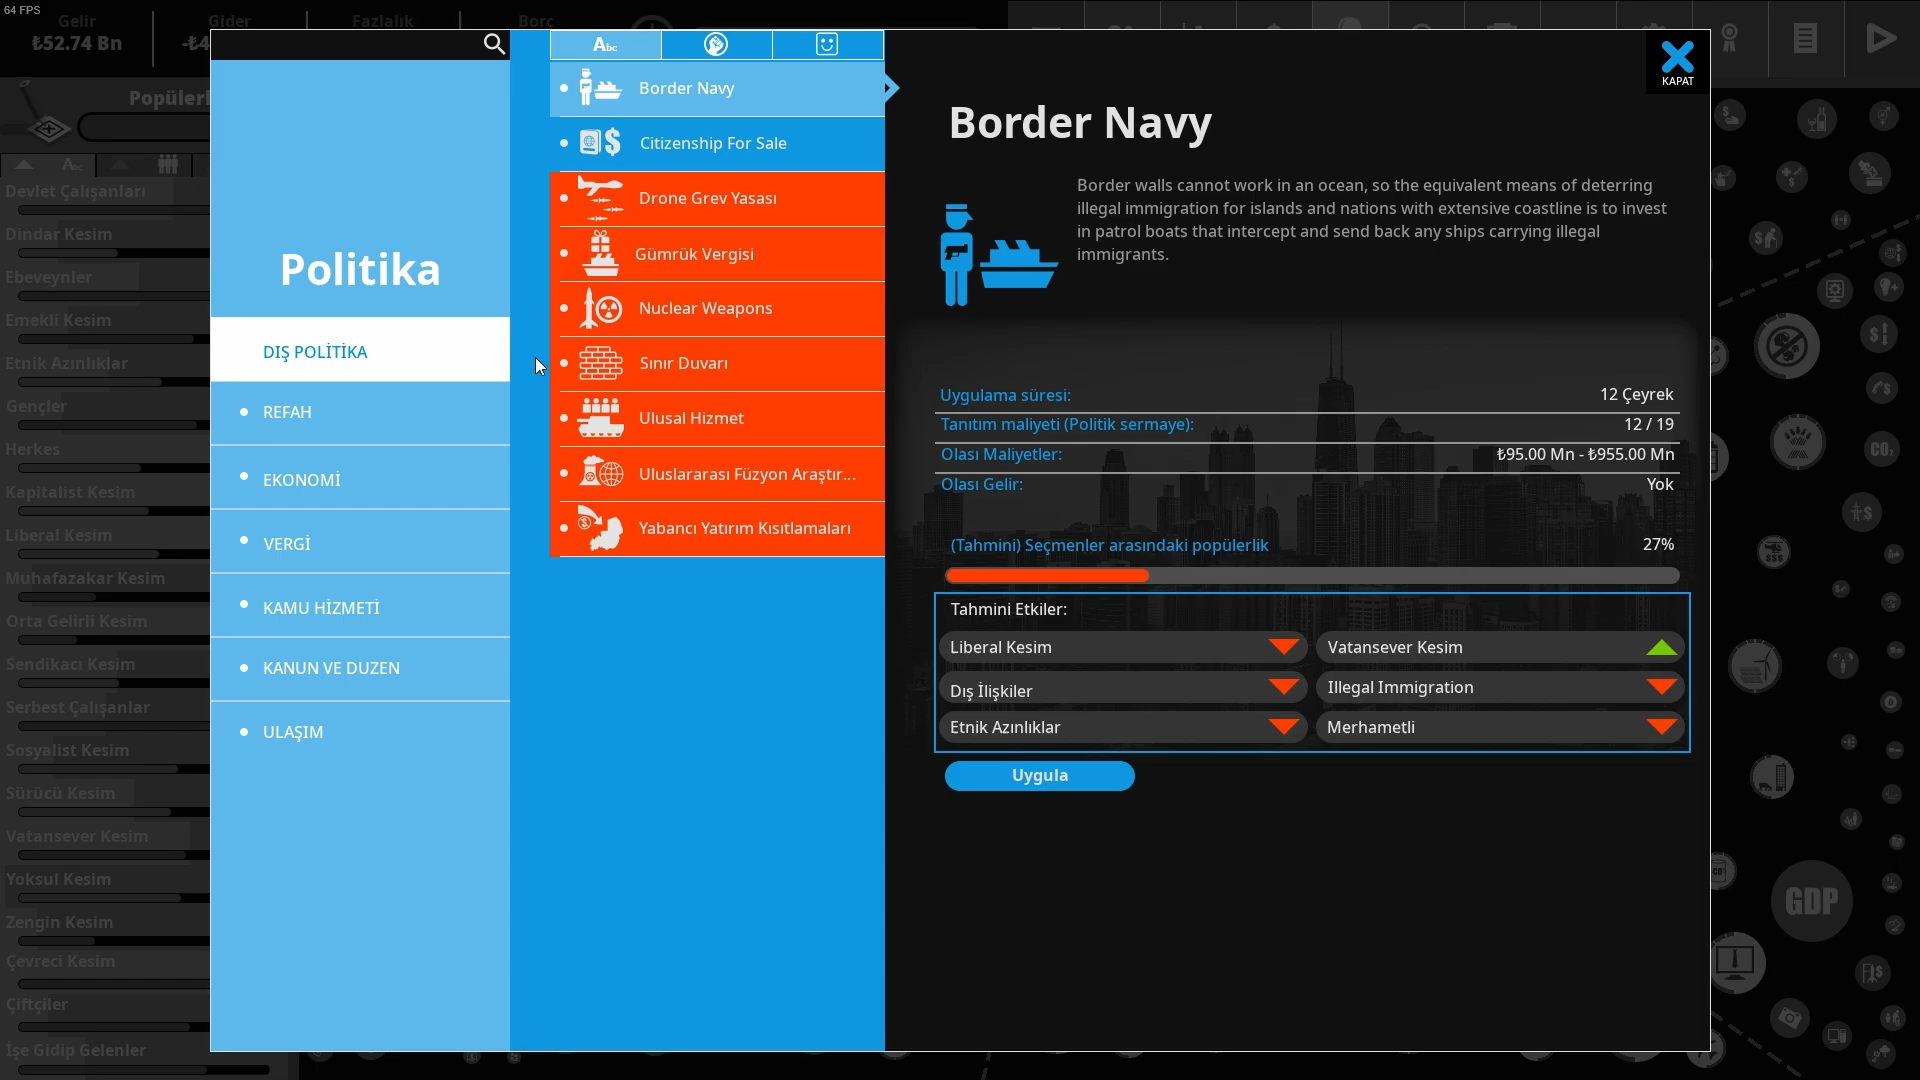 64 FPS
Gelir
Gider
Fazlalık
Borç
₺52.74 Bn
-₺4
Popülerl
Abc
Devlet Çalışanları
Dindar Kesim
Ebeveynler
Emekli Kesim
Etnik Azınlıklar
Gençler
Herkes
Kapitalist Kesim
Liberal Kesim
Muhafazakar Kesim
Orta Gelirli Kesim
Sendikacı Kesim
Serbest Çalışanlar
Sosyalist Kesim
Sürücü Kesim
Vatansever Kesim
Yoksul Kesim
Zengin Kesim
Çevreci Kesim
Çiftçiler
İşe Gidip Gelenler
Politika
DIŞ POLİTİKA
REFAH
EKONOMİ
VERGİ
KAMU HİZMETİ
KANUN VE DUZEN
ULAŞIM
Abc
Border Navy
Citizenship For Sale
Drone Grev Yasası
Gümrük Vergisi
Nuclear Weapons
Sınır Duvarı
Ulusal Hizmet
Uluslararası Füzyon Araştır...
Yabancı Yatırım Kısıtlamaları
KAPAT
Border Navy
Border walls cannot work in an ocean, so the equivalent means of deterring
illegal immigration for islands and nations with extensive coastline is to invest
in patrol boats that intercept and send back any ships carrying illegal
immigrants.
Uygulama süresi: 12 Çeyrek
Tanıtım maliyeti (Politik sermaye): 12 / 19
Olası Maliyetler: ₺95.00 Mn - ₺955.00 Mn
Olası Gelir: Yok
(Tahmini) Seçmenler arasındaki popülerlik 27%
Tahmini Etkiler:
Liberal Kesim
Vatansever Kesim
Dış İlişkiler
Illegal Immigration
Etnik Azınlıklar
Merhametli
Uygula
CO₂
GDP